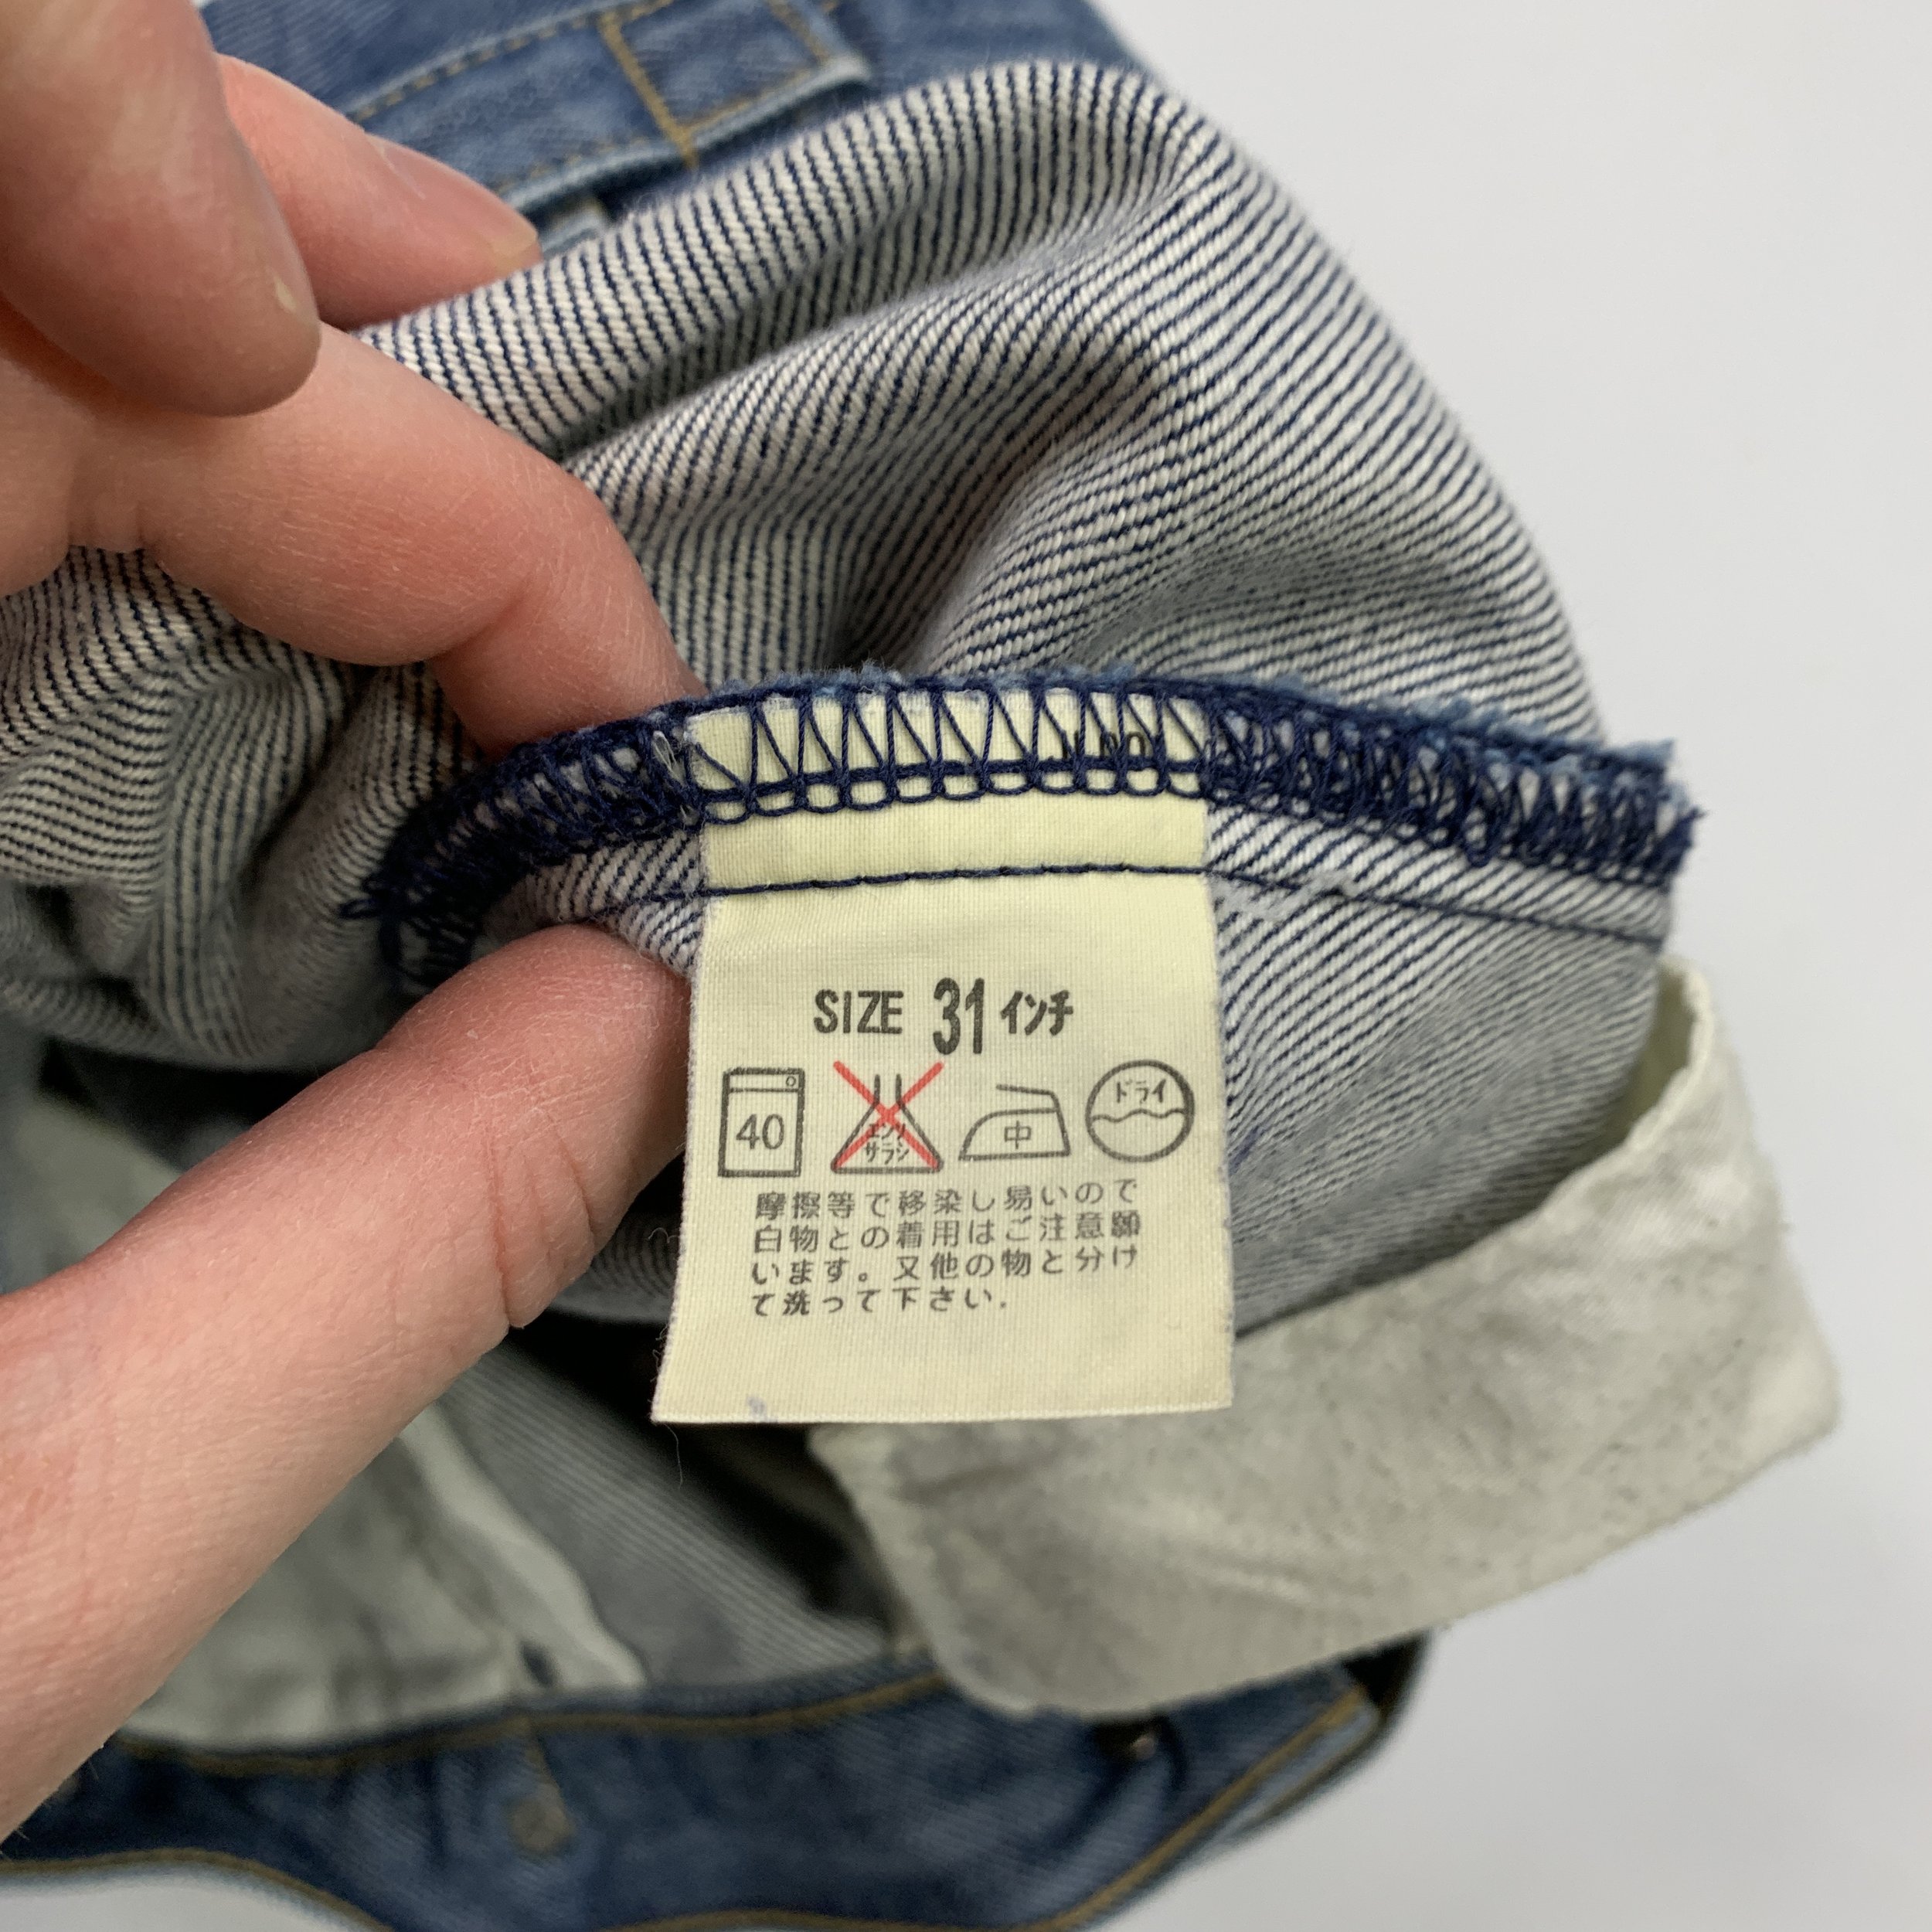 SIZE 31 インチ
40 エンソ サラシ 中 ドライ
摩擦等で移染し易いので
白物との着用はご注意願
います。又他の物と分け
て洗って下さい.